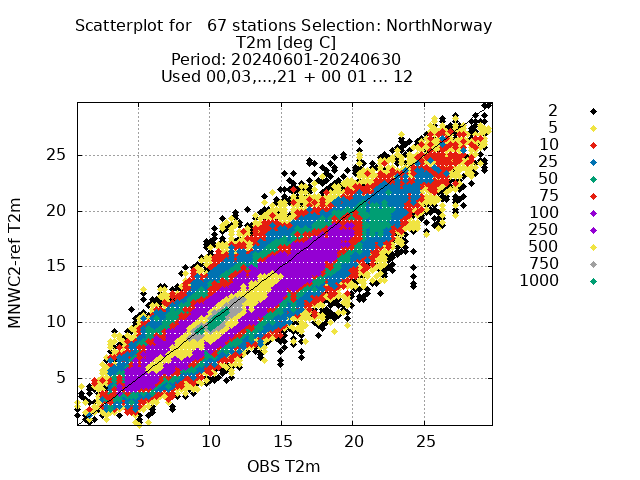 Scatterplot for   67 stations Selection: NorthNorway
T2m [deg C]
Period: 20240601-20240630
Used 00,03,...,21 + 00 01 ... 12
2
5
10
25
50
75
100
250
500
750
1000
25
20
15
10
5
MNWC2-ref T2m
5 10 15 20 25
OBS T2m